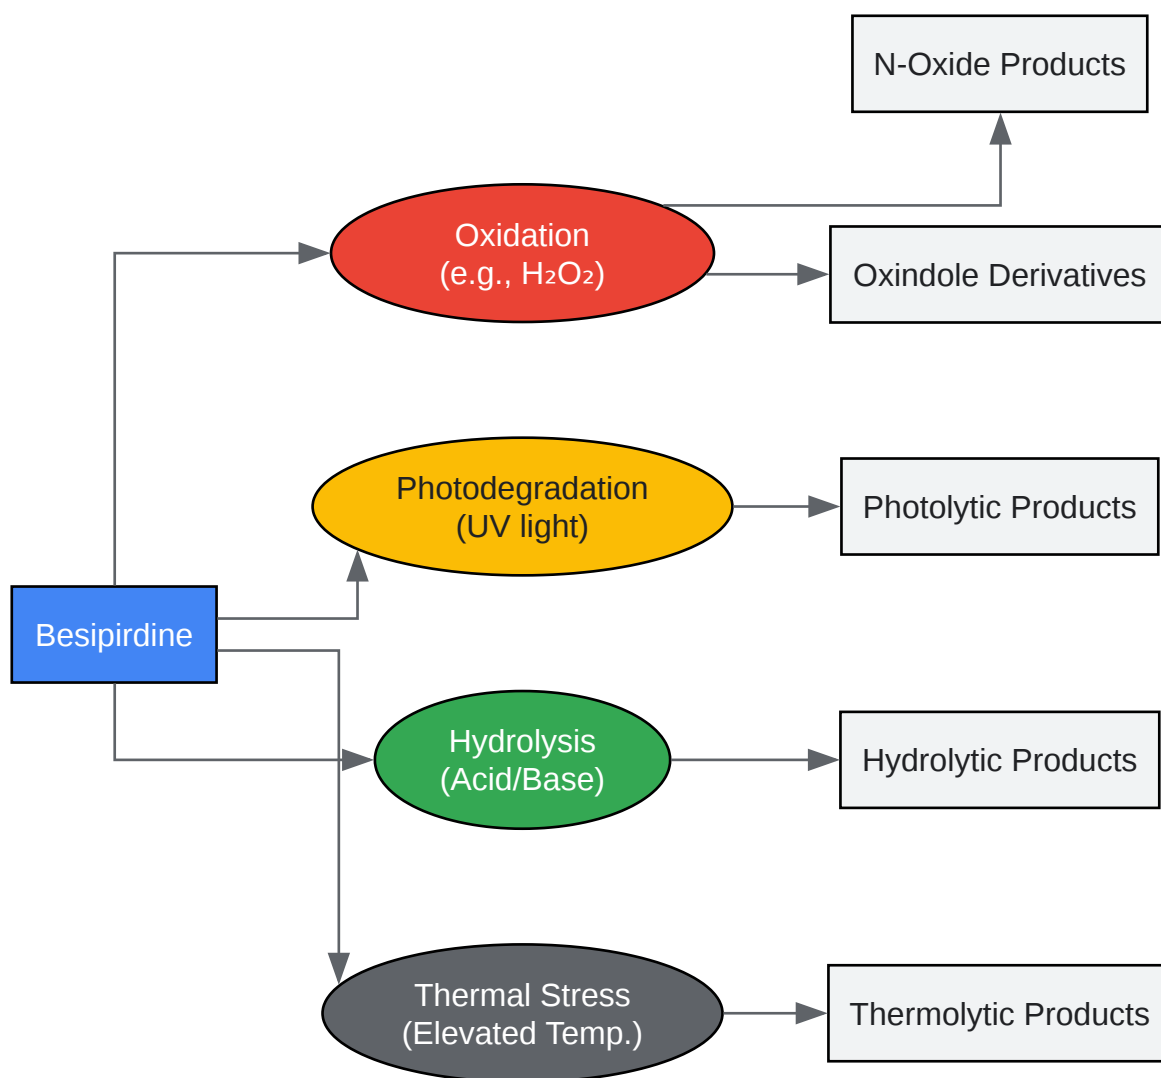 N-Oxide Products
Oxidation
(e.g., H₂O₂)
Oxindole Derivatives
Photodegradation
(UV light)
Photolytic Products
Besipirdine
Hydrolysis
(Acid/Base)
Hydrolytic Products
Thermal Stress
(Elevated Temp.)
Thermolytic Products